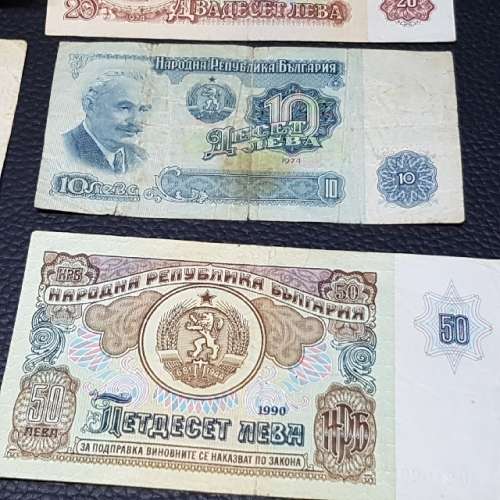 20
ДВАДЕСЕТ ЛЕВА
20
НАРОДНА РЕПУБЛИКА БЪЛГАРИЯ
10
ДЕСЕТ
ЛЕВА
1974
10 ЛЕВА
10
10
НРБ
50
НАРОДНА РЕПУБЛИКА БЪЛГАРИЯ
50
50
ЛЕВА
1990
ПЕТДЕСЕТ ЛЕВА
НРБ
ЗА ПОДПРАВКА ВИНОВНИТЕ СЕ НАКАЗВАТ ПО ЗАКОНА